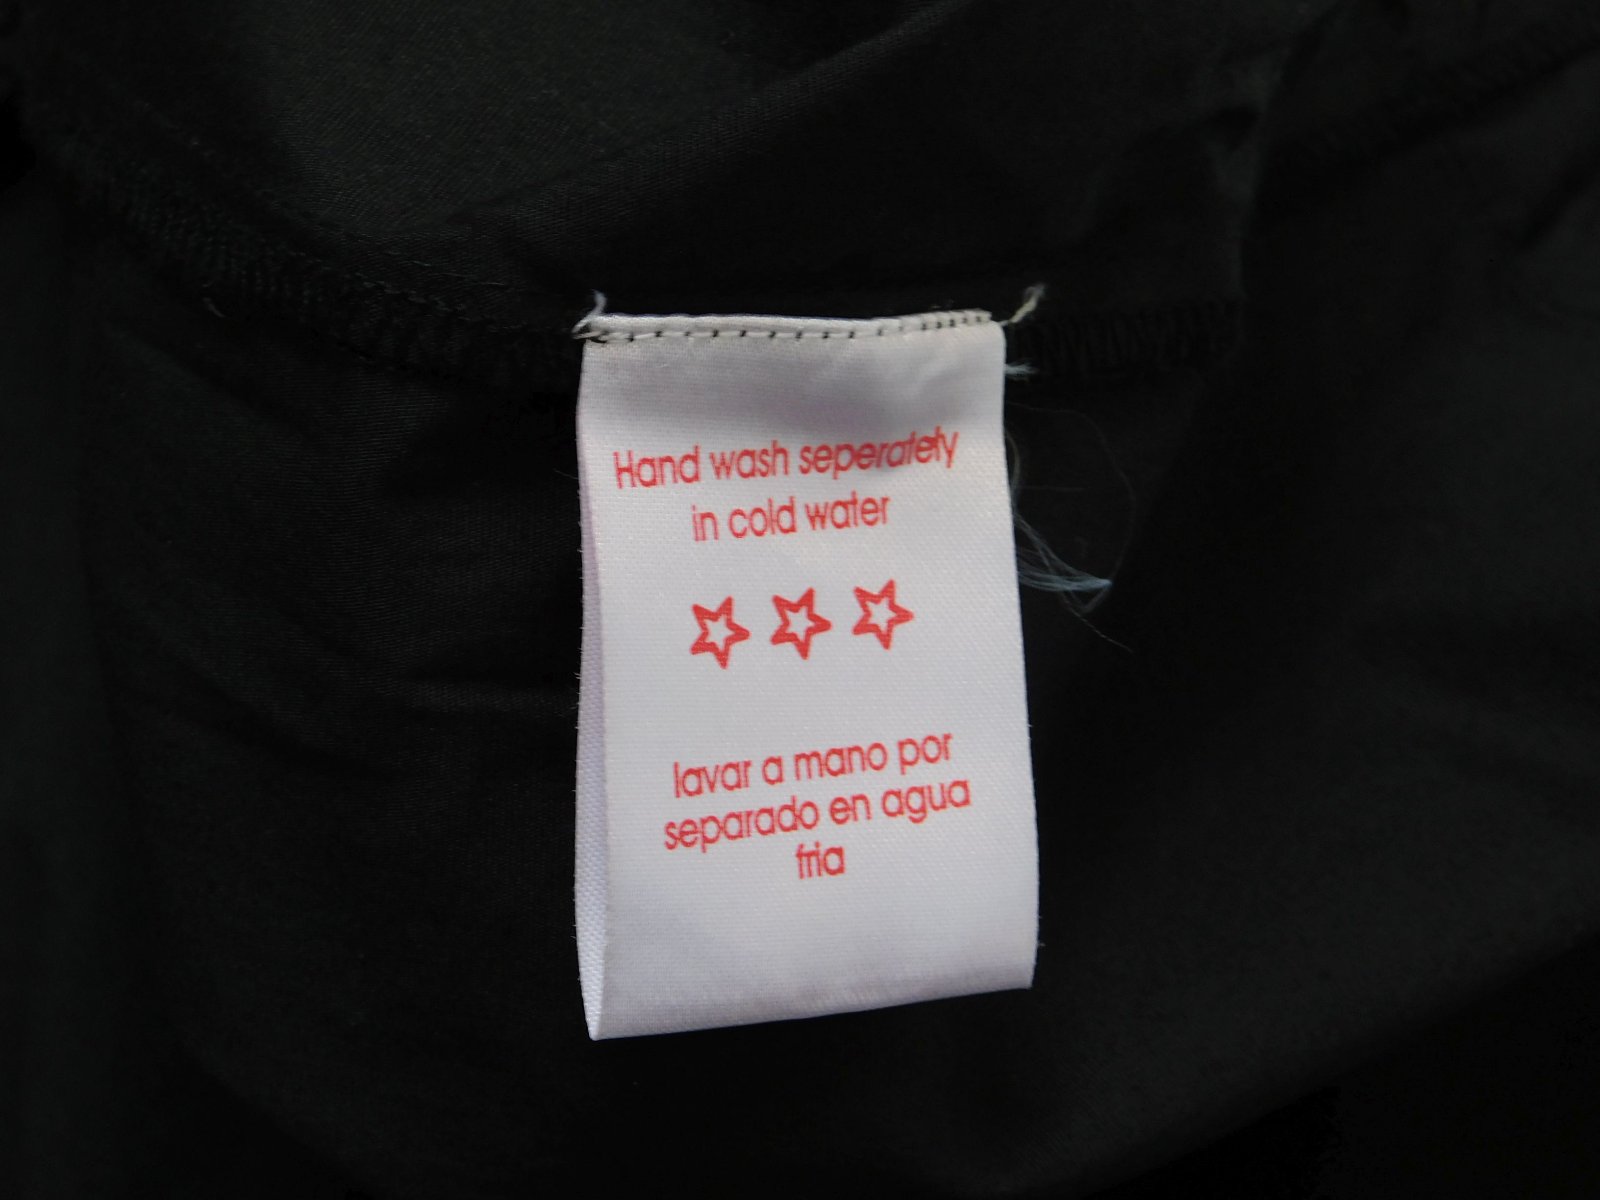 Hand wash seperately
in cold water
lavar a mano por
separado en agua
fria